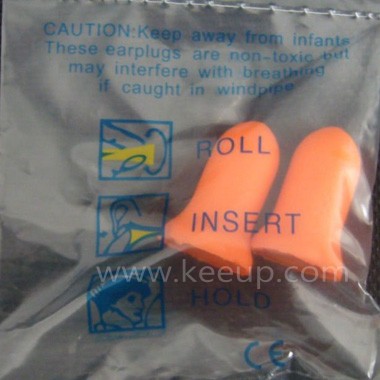 CAUTION:Keep away from infants
These earplugs are non-toxic but
may interfere with breathing
if caught in windpipe
ROLL
INSERT
www.keeup.com
HOLD
CE